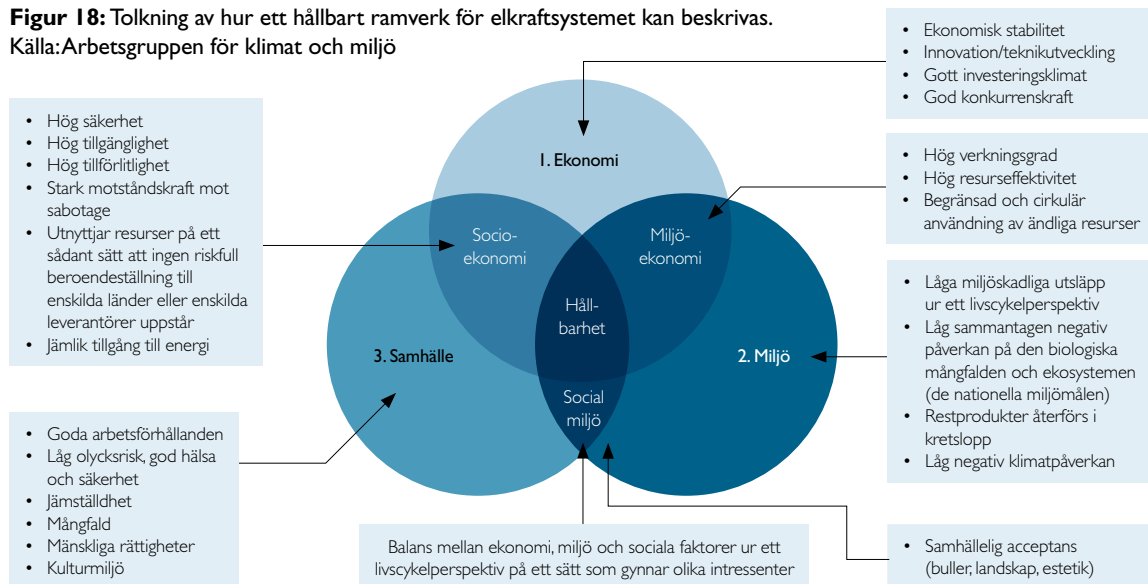 Figur 18: Tolkning av hur ett hållbart ramverk för elkraftsystemet kan beskrivas.
Källa:Arbetsgruppen för klimat och miljö
• Ekonomisk stabilitet
• Innovation/teknikutveckling
• Gott investeringsklimat
• God konkurrenskraft
• Hög säkerhet
• Hög tillgänglighet
• Hög tillförlitlighet
• Stark motståndskraft mot
sabotage
• Utnyttjar resurser på ett
sådant sätt att ingen riskfull
beroendeställning till
enskilda länder eller enskilda
leverantörer uppstår
• Jämlik tillgång till energi
1. Ekonomi
• Hög verkningsgrad
• Hög resurseffektivitet
• Begränsad och cirkulär
användning av ändliga resurser
Socio-
ekonomi
Miljö-
ekonomi
Håll-
barhet
3. Samhälle
2. Miljö
Social
miljö
• Låga miljöskadliga utsläpp
ur ett livscykelperspektiv
• Låg sammantagen negativ
påverkan på den biologiska
mångfalden och ekosystemen
(de nationella miljömålen)
• Restprodukter återförs i
kretslopp
• Låg negativ klimatpåverkan
• Goda arbetsförhållanden
• Låg olycksrisk, god hälsa
och säkerhet
• Jämställdhet
• Mångfald
• Mänskliga rättigheter
• Kulturmiljö
Balans mellan ekonomi, miljö och sociala faktorer ur ett
livscykelperspektiv på ett sätt som gynnar olika intressenter
• Samhällelig acceptans
(buller, landskap, estetik)